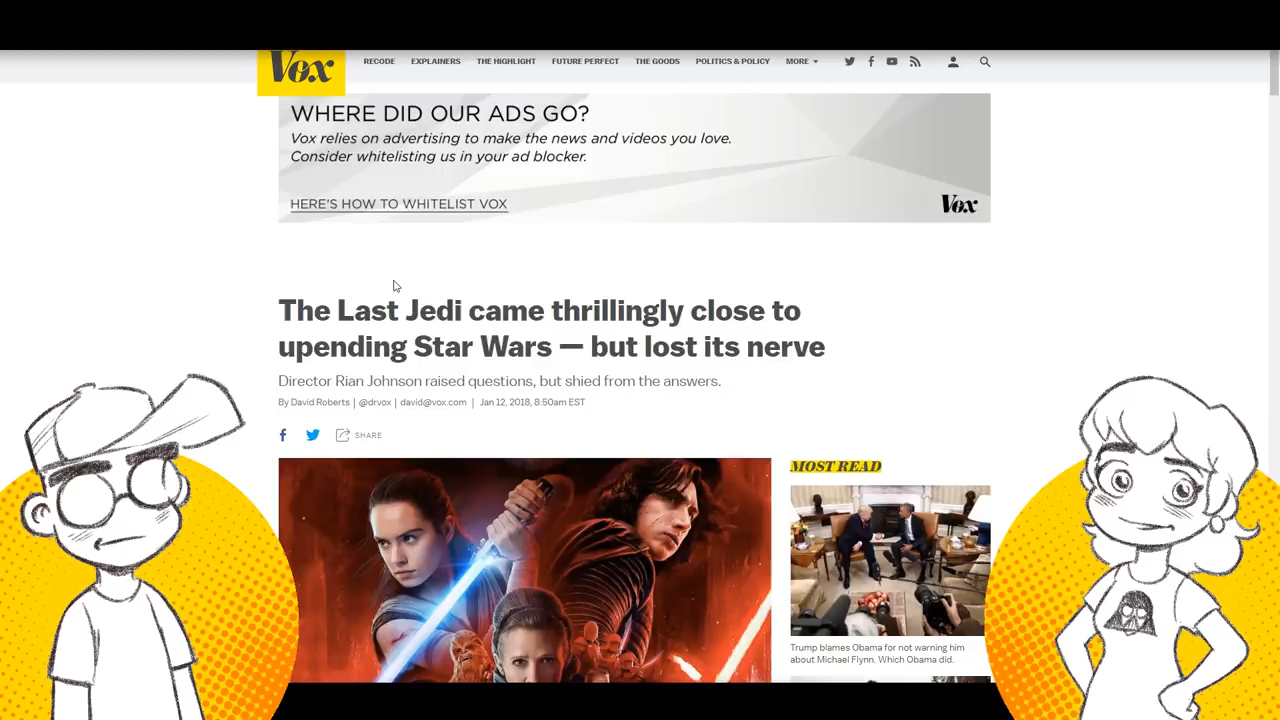 Vox
RECODE EXPLAINERS THE HIGHLIGHT FUTURE PERFECT THE GOODS POLITICS & POLICY MORE
WHERE DID OUR ADS GO?
Vox relies on advertising to make the news and videos you love.
Consider whitelisting us in your ad blocker.
HERE'S HOW TO WHITELIST VOX
Vox
The Last Jedi came thrillingly close to
upending Star Wars — but lost its nerve
Director Rian Johnson raised questions, but shied from the answers.
By David Roberts | @drvox | david@vox.com | Jan 12, 2018, 8:50am EST
SHARE
MOST READ
Trump blames Obama for not warning him
about Michael Flynn. Which Obama did.